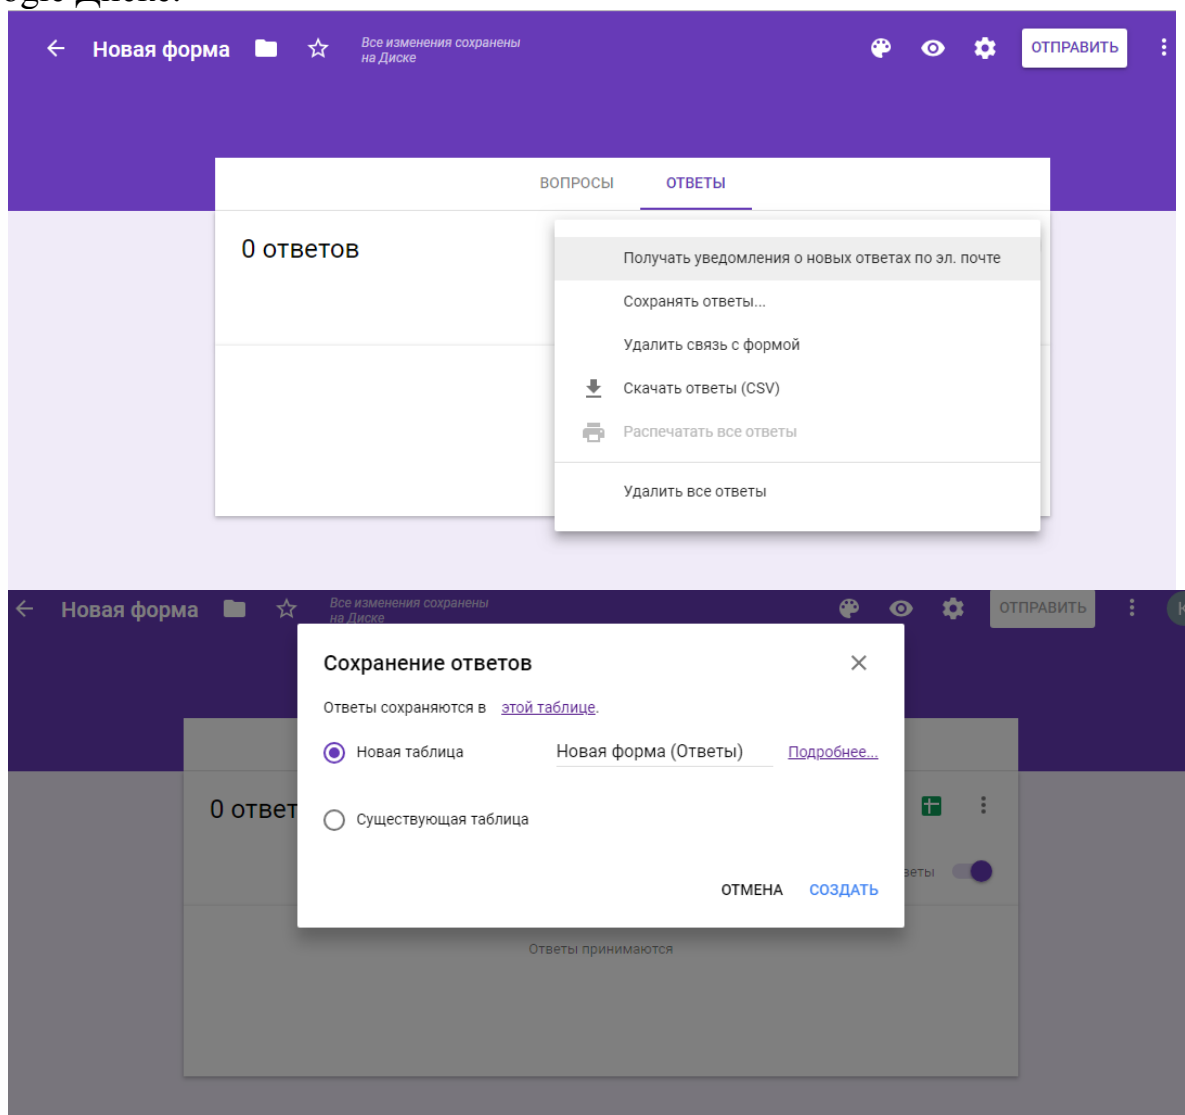 ogle Диске.
Новая форма
Все изменения сохранены
на Диске
ОТПРАВИТЬ
ВОПРОСЫ ОТВЕТЫ
0 ответов
Получать уведомления о новых ответах по эл. почте
Сохранять ответы...
Удалить связь с формой
Скачать ответы (CSV)
Распечатать все ответы
Удалить все ответы
Новая форма
Все изменения сохранены
на Диске
ОТПРАВИТЬ
К
Сохранение ответов
Ответы сохраняются в этой таблице.
Новая таблица Новая форма (Ответы) Подробнее...
0 ответ
Существующая таблица
веты
ОТМЕНА СОЗДАТЬ
Ответы принимаются